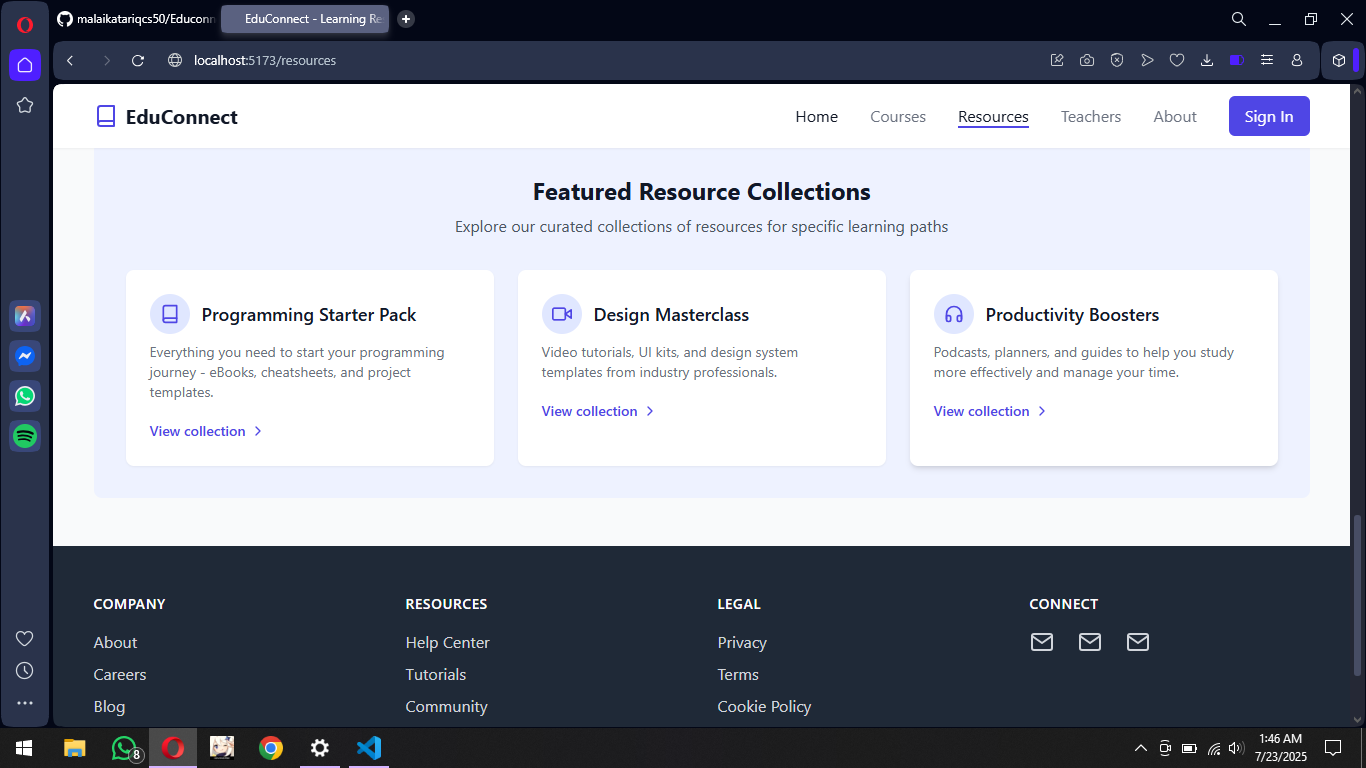 malaikatariqcs50/Educonn
EduConnect - Learning Re
localhost:5173/resources
EduConnect
Home
Courses
Resources
Teachers
About
Sign In
Featured Resource Collections
Explore our curated collections of resources for specific learning paths
Programming Starter Pack
Everything you need to start your programming
journey - eBooks, cheatsheets, and project
templates.
View collection
Design Masterclass
Video tutorials, UI kits, and design system
templates from industry professionals.
View collection
Productivity Boosters
Podcasts, planners, and guides to help you study
more effectively and manage your time.
View collection
COMPANY
About
Careers
Blog
RESOURCES
Help Center
Tutorials
Community
LEGAL
Privacy
Terms
Cookie Policy
CONNECT
8
1:46 AM
7/23/2025